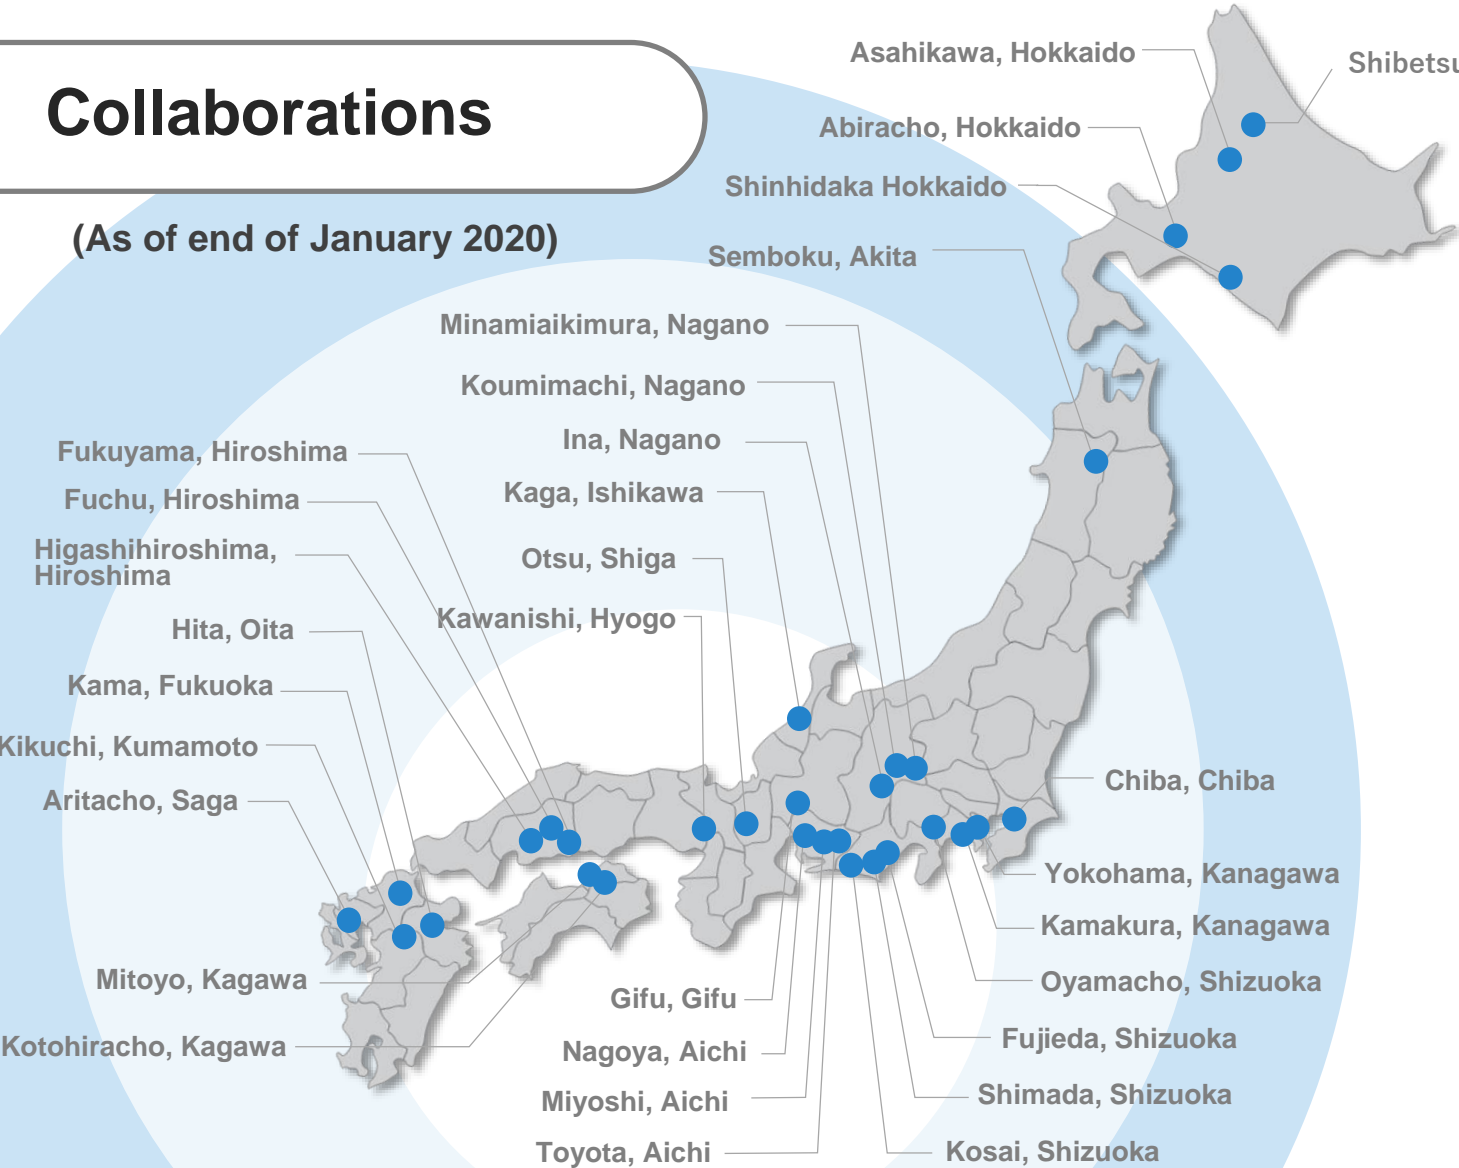 Collaborations
(As of end of January 2020)
Asahikawa, Hokkaido
Shibetsu
Abiracho, Hokkaido
Shinhidaka Hokkaido
Semboku, Akita
Minamiaikimura, Nagano
Koumimachi, Nagano
Ina, Nagano
Kaga, Ishikawa
Otsu, Shiga
Kawanishi, Hyogo
Fukuyama, Hiroshima
Fuchu, Hiroshima
Higashihiroshima,
Hiroshima
Hita, Oita
Kama, Fukuoka
Kikuchi, Kumamoto
Aritacho, Saga
Mitoyo, Kagawa
Kotohiracho, Kagawa
Gifu, Gifu
Nagoya, Aichi
Miyoshi, Aichi
Toyota, Aichi
Chiba, Chiba
Yokohama, Kanagawa
Kamakura, Kanagawa
Oyamacho, Shizuoka
Fujieda, Shizuoka
Shimada, Shizuoka
Kosai, Shizuoka